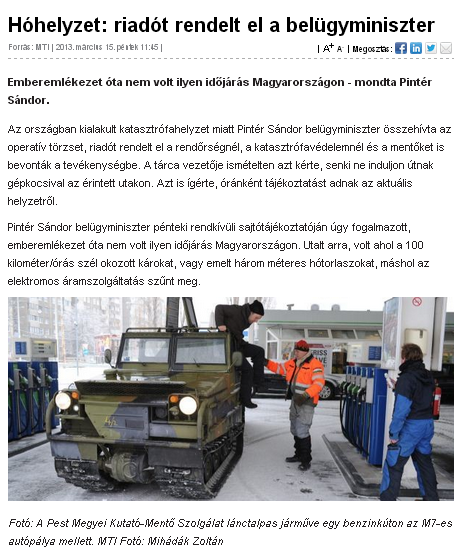 Hóhelyzet: riadót rendelt el a belügyminiszter
Forrás: MTI | 2013. március 15. péntek 11:45 | | A+ A- | Megosztás:
Emberemlékezet óta nem volt ilyen időjárás Magyarországon - mondta Pintér
Sándor.
Az országban kialakult katasztrófahelyzet miatt Pintér Sándor belügyminiszter összehívta az
operatív törzset, riadót rendelt el a rendőrségnél, a katasztrófavédelemnél és a mentőket is
bevonták a tevékenységbe. A tárca vezetője ismételten azt kérte, senki ne induljon útnak
gépkocsival az érintett utakon. Azt is ígérte, óránként tájékoztatást adnak az aktuális
helyzetről.
Pintér Sándor belügyminiszter pénteki rendkívüli sajtótájékoztatóján úgy fogalmazott,
emberemlékezet óta nem volt ilyen időjárás Magyarországon. Utalt arra, volt ahol a 100
kilométer/órás szél okozott károkat, vagy emelt három méteres hótorlaszokat, máshol az
elektromos áramszolgáltatás szűnt meg.
Fotó: A Pest Megyei Kutató-Mentő Szolgálat lánctalpas járműve egy benzinkúton az M7-es
autópálya mellett. MTI Fotó: Mihádák Zoltán